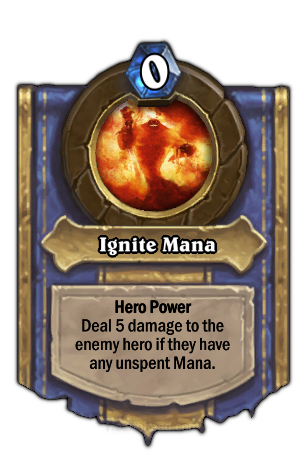 0
Ignite Mana
Hero Power
Deal 5 damage to the
enemy hero if they have
any unspent Mana.